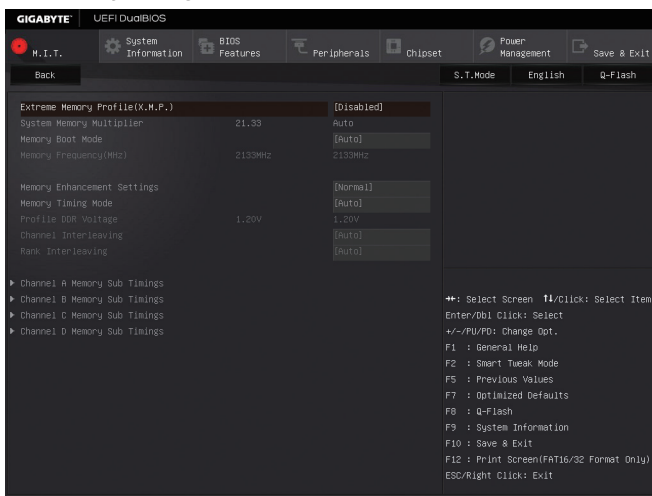 GIGABYTE™ UEFI DualBIOS
M.I.T. System Information BIOS Features Peripherals Chipset Power Management Save & Exit
Back S.T.Mode English Q-Flash
Extreme Memory Profile(X.M.P.) [Disabled]
System Memory Multiplier 21.33 Auto
Memory Boot Mode [Auto]
Memory Frequency(MHz) 2133MHz 2133MHz
Memory Enhancement Settings [Normal]
Memory Timing Mode [Auto]
Profile DDR Voltage 1.20V 1.20V
Channel Interleaving [Auto]
Rank Interleaving [Auto]
Channel A Memory Sub Timings
Channel B Memory Sub Timings
Channel C Memory Sub Timings
Channel D Memory Sub Timings
→←: Select Screen ↑↓/Click: Select Item
Enter/Dbl Click: Select
+/-/PU/PD: Change Opt.
F1 : General Help
F2 : Smart Tweak Mode
F5 : Previous Values
F7 : Optimized Defaults
F8 : Q-Flash
F9 : System Information
F10 : Save & Exit
F12 : Print Screen(FAT16/32 Format Only)
ESC/Right Click: Exit